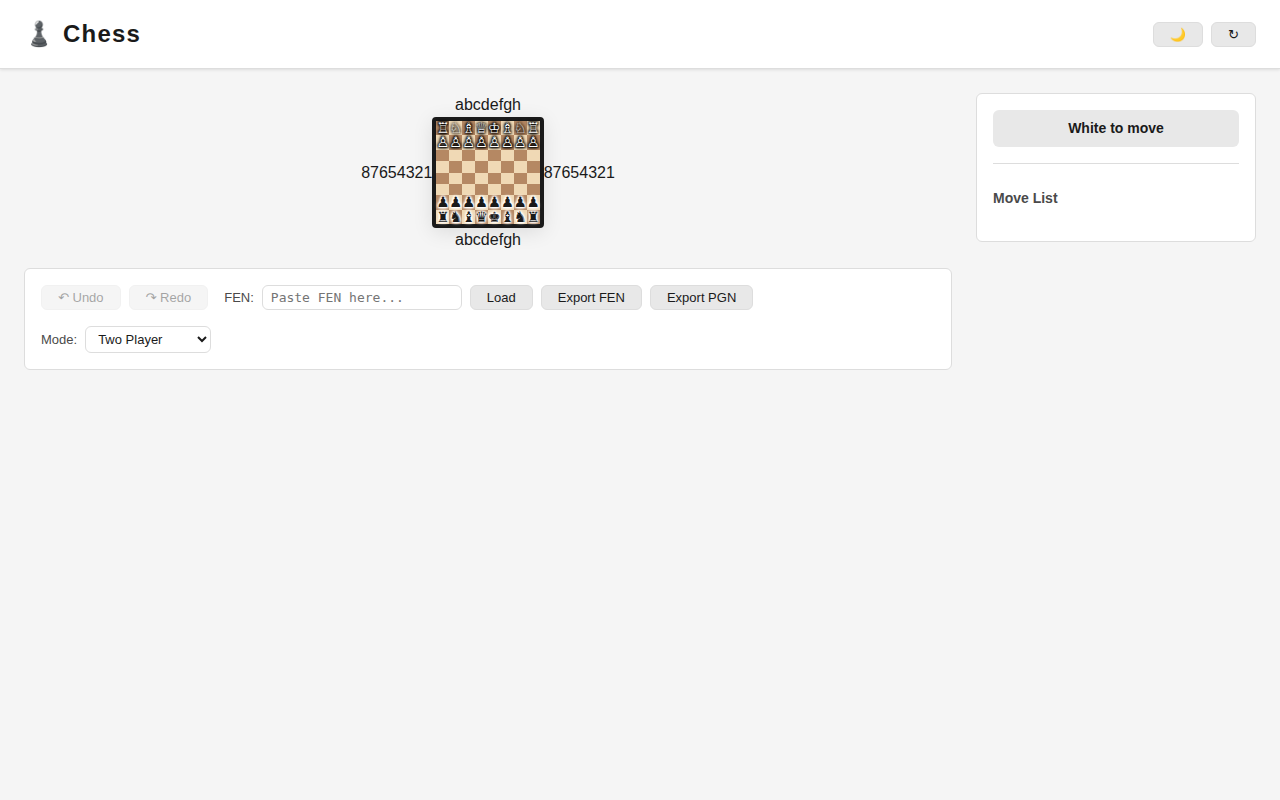 Chess
abcdefgh
87654321
87654321
abcdefgh
White to move
Move List
↶ Undo
↷ Redo
FEN:
Paste FEN here...
Load
Export FEN
Export PGN
Mode:
Two Player